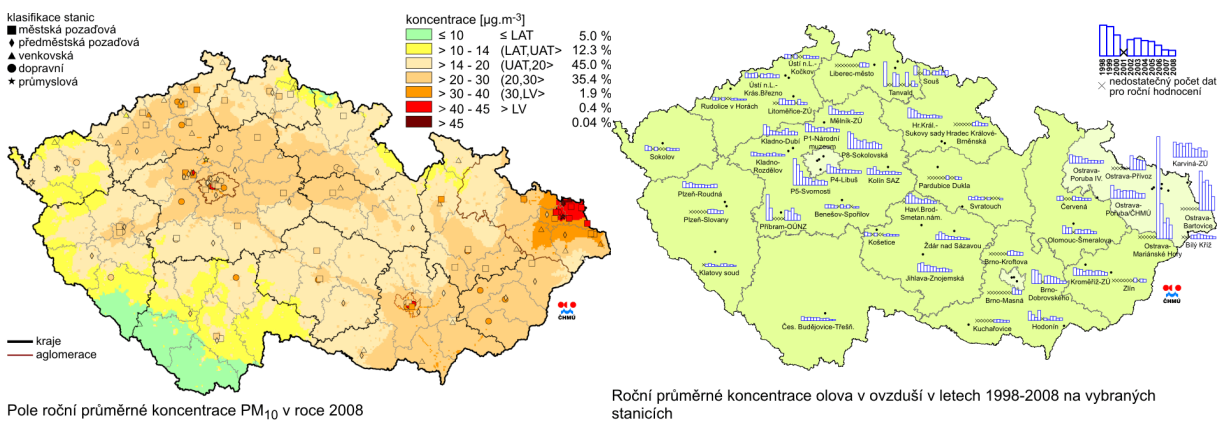 klasifikace stanic
městská pozaďová
předměstská pozaďová
venkovská
dopravní
průmyslová
koncentrace [µg.m-3]
≤ 10 ≤ LAT 5.0 %
> 10 - 14 (LAT,UAT> 12.3 %
> 14 - 20 (UAT,20> 45.0 %
> 20 - 30 (20,30> 35.4 %
> 30 - 40 (30,LV> 1.9 %
> 40 - 45 > LV 0.4 %
> 45 0.04 %
ČHMÚ
kraje
aglomerace
Pole roční průměrné koncentrace PM10 v roce 2008
1998
1999
2000
2001
2002
2003
2004
2005
2006
2007
2008
nedostatečný počet dat
pro roční hodnocení
Ústí n.L.-
Kočkov
Liberec-město
Souš
Ústí n.L.-
Krás.Březno
Tanvald
Rudolice v Horách
Litoměřice-ZÚ
Mělník-ZÚ
Hr.Král.-
Sukovy sady
Hradec Králové-
Brněnská
Kladno-Dubí
P1-Národní
muzeum
Sokolov
Kladno-
Rozdělov
P8-Sokolovská
Ostrava-
Poruba IV.
Ostrava-Přívoz
Karviná-ZÚ
Plzeň-Roudná
P5-Svornosti
P4-Libuš
Kolín SAZ
Pardubice Dukla
Plzeň-Slovany
Příbram-OÚNZ
Benešov-Spořilov
Havl.Brod-
Smetan.nám.
Svratouch
Červená
Ostrava-
Poruba/ČHMÚ
Ostrava-
Bartovice
Košetice
Žďár nad Sázavou
Olomouc-Šmeralova
Ostrava-
Mariánské Hory
Bílý Kříž
Klatovy soud
Jihlava-Znojemská
Brno-Kroftova
Kroměříž-ZÚ
Zlín
Brno-Masná
Brno-
Dobrovského
Čes. Budějovice-Třešň.
Kuchařovice
Hodonín
ČHMÚ
Roční průměrné koncentrace olova v ovzduší v letech 1998-2008 na vybraných
stanicích